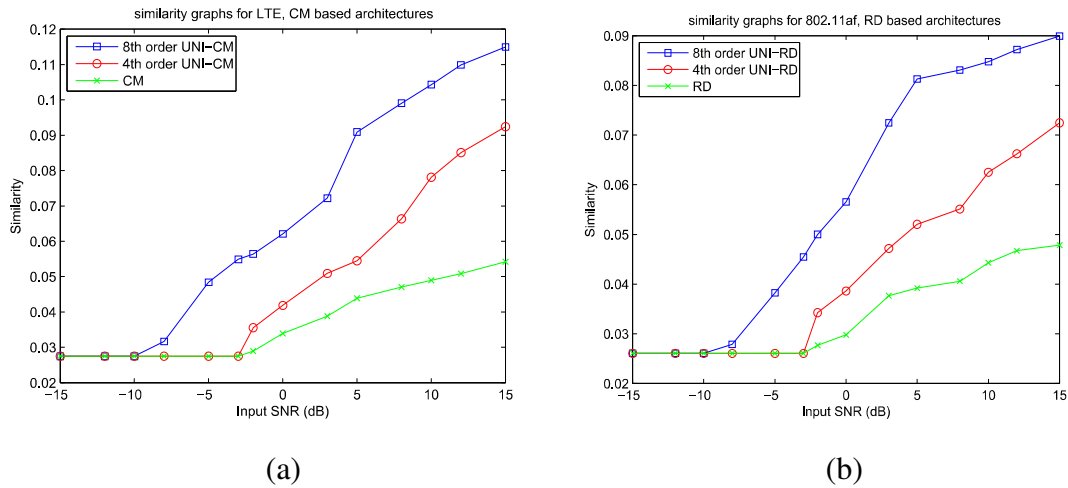 similarity graphs for LTE, CM based architectures
0.12
0.11
0.1
0.09
0.08
0.07
0.06
0.05
0.04
0.03
0.02
Similarity
8th order UNI−CM
4th order UNI−CM
CM
−15 −10 −5 0 5 10 15
Input SNR (dB)
(a)
similarity graphs for 802.11af, RD based architectures
0.09
0.08
0.07
0.06
0.05
0.04
0.03
0.02
Similarity
8th order UNI−RD
4th order UNI−RD
RD
−15 −10 −5 0 5 10 15
Input SNR (dB)
(b)